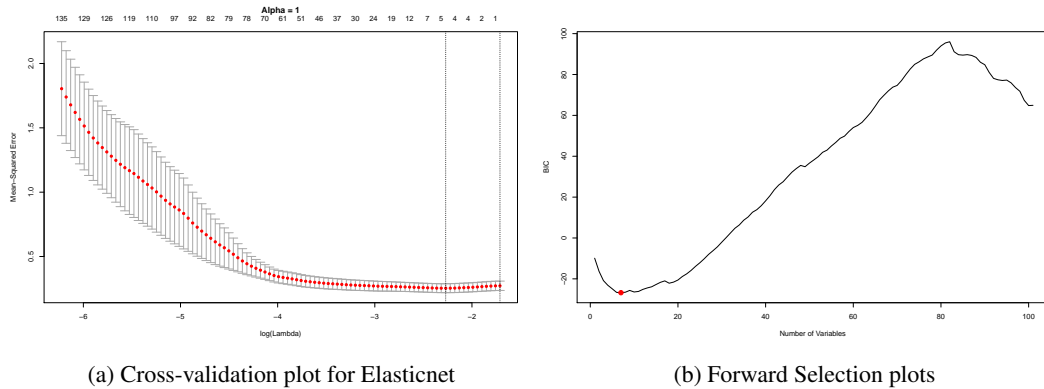 Alpha = 1
135 129 126 119 110 97 92 82 79 78 70 61 51 46 37 30 24 19 12 7 5 4 4 2 1
2.0
1.5
1.0
0.5
Mean−Squared Error
−6 −5 −4 −3 −2
log(Lambda)
(a) Cross-validation plot for Elasticnet
100
80
60
40
20
0
−20
BIC
0 20 40 60 80 100
Number of Variables
(b) Forward Selection plots